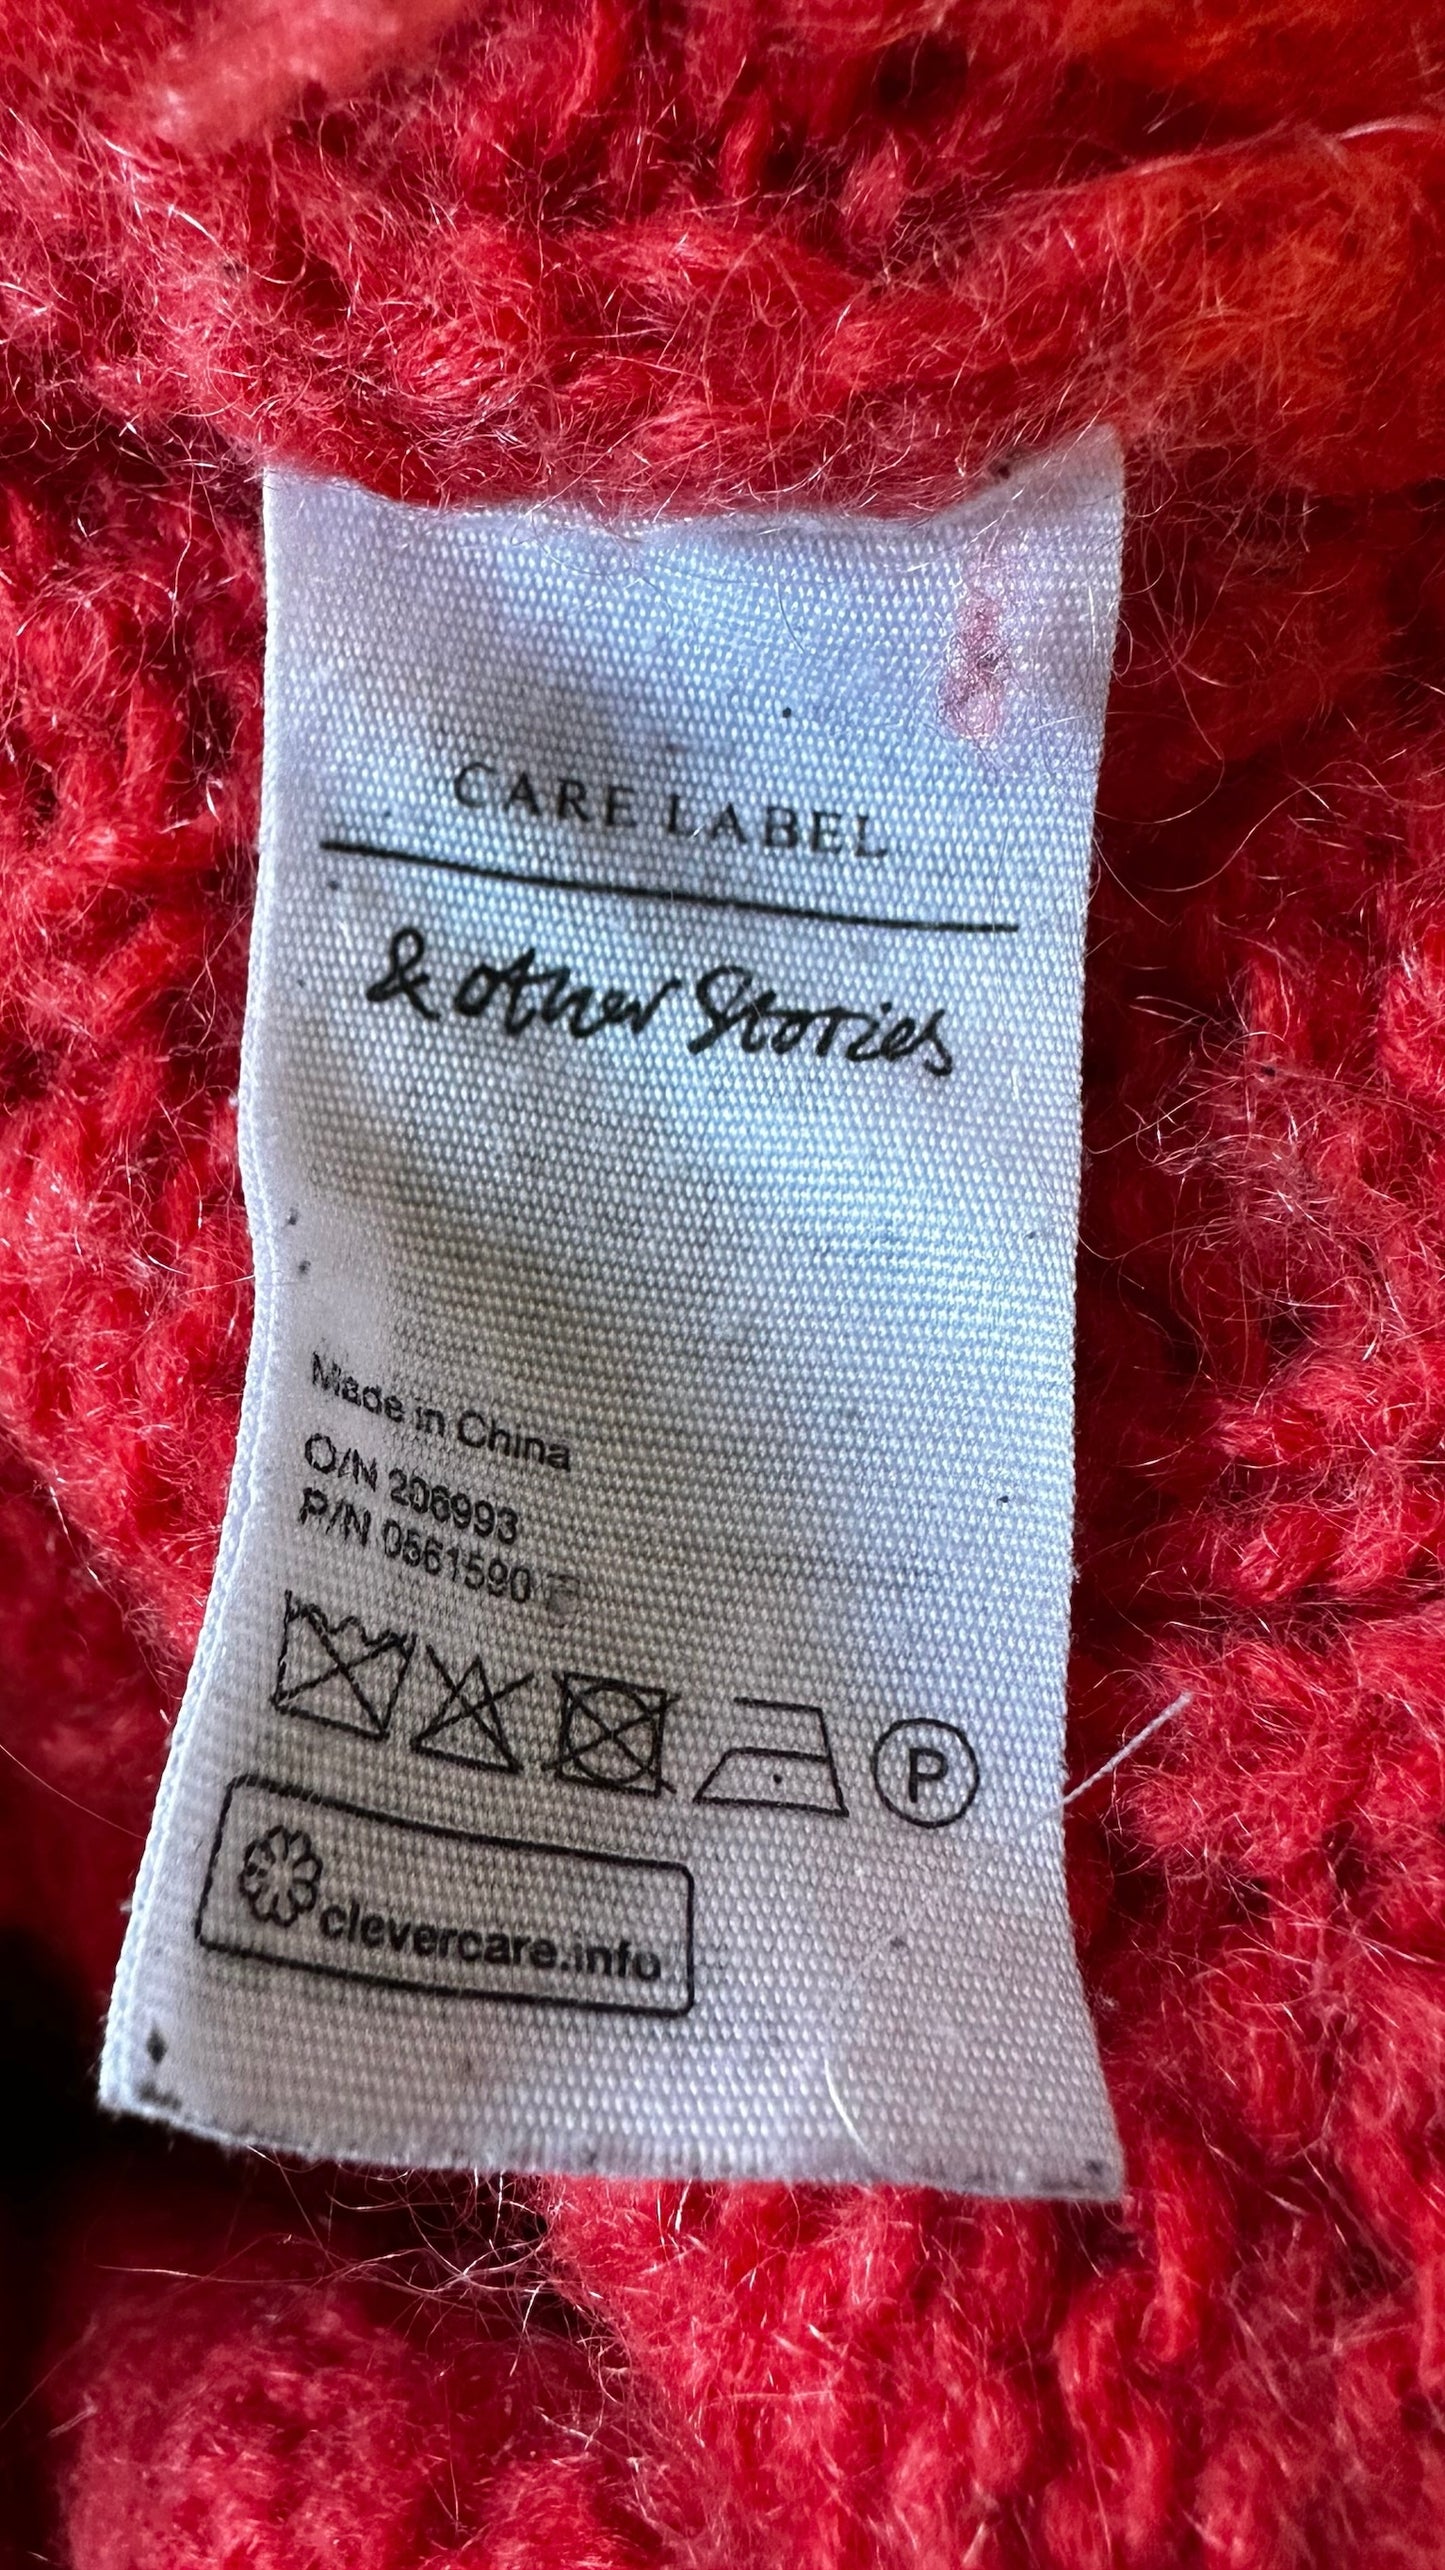 CARE LABEL
& Other Stories
Made in China
O/N 206993
P/N 0561590
P
clevercare.info